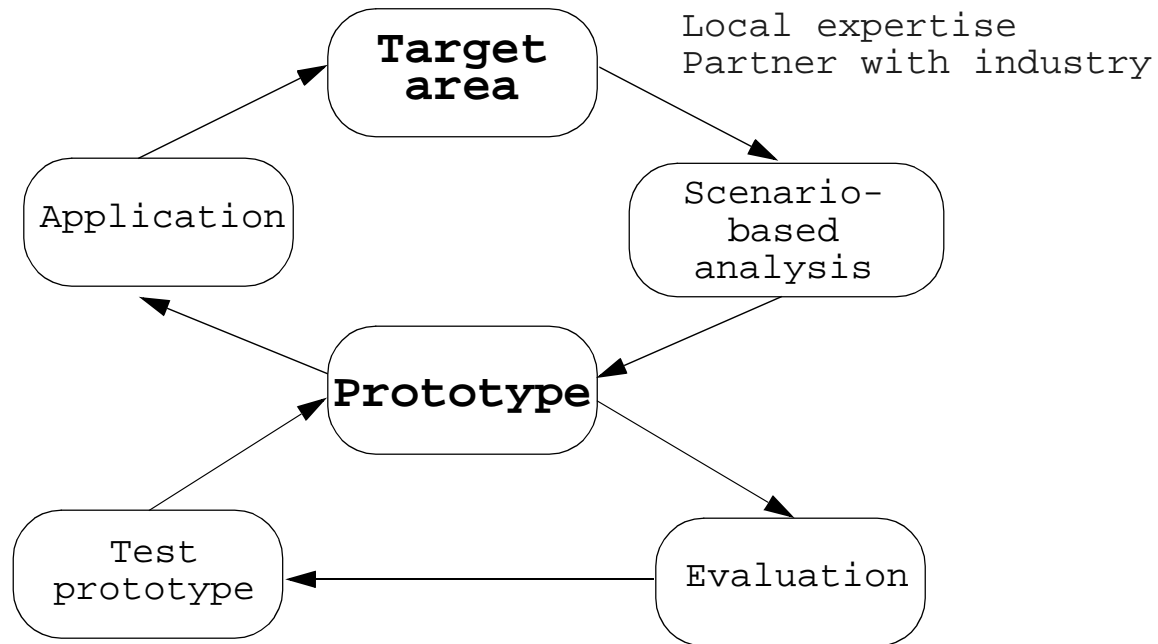 Target
area
Local expertise
Partner with industry
Application
Scenario-
based
analysis
Prototype
Test
prototype
Evaluation